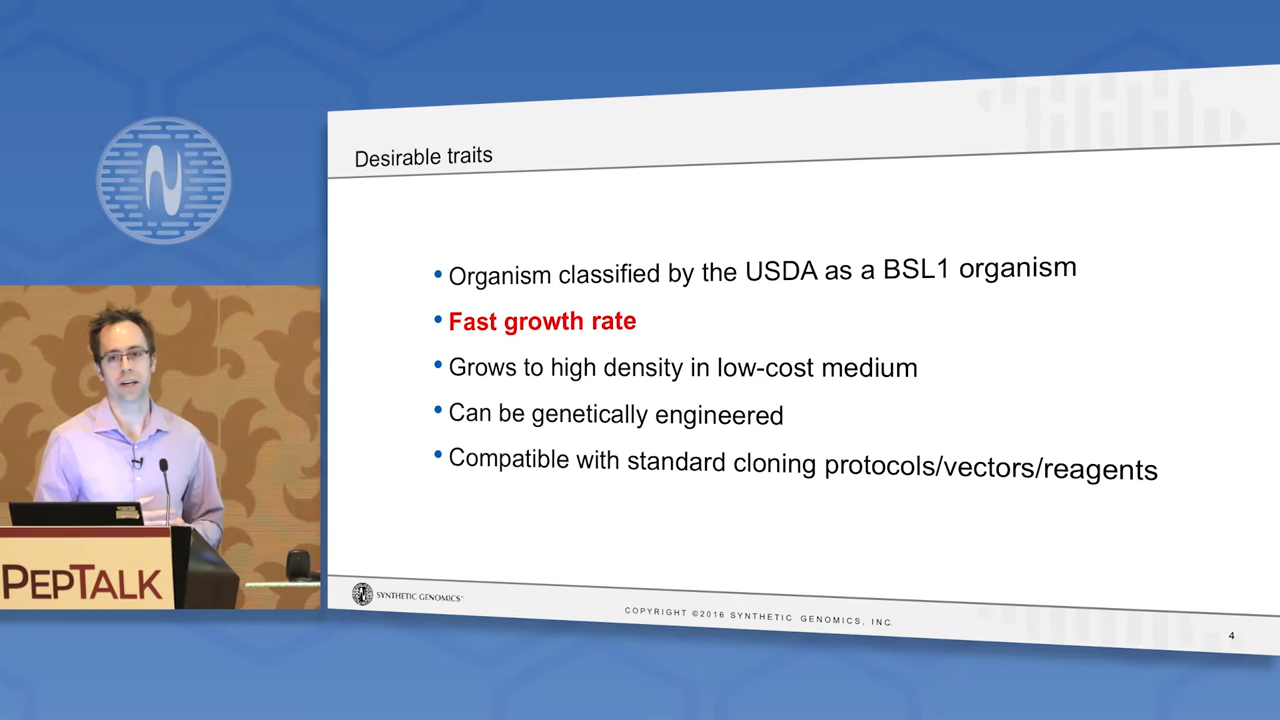 Desirable traits
• Organism classified by the USDA as a BSL1 organism
• Fast growth rate
• Grows to high density in low-cost medium
• Can be genetically engineered
• Compatible with standard cloning protocols/vectors/reagents
PEPTALK
SYNTHETIC GENOMICS™
COPYRIGHT ©2016 SYNTHETIC GENOMICS, INC.
4